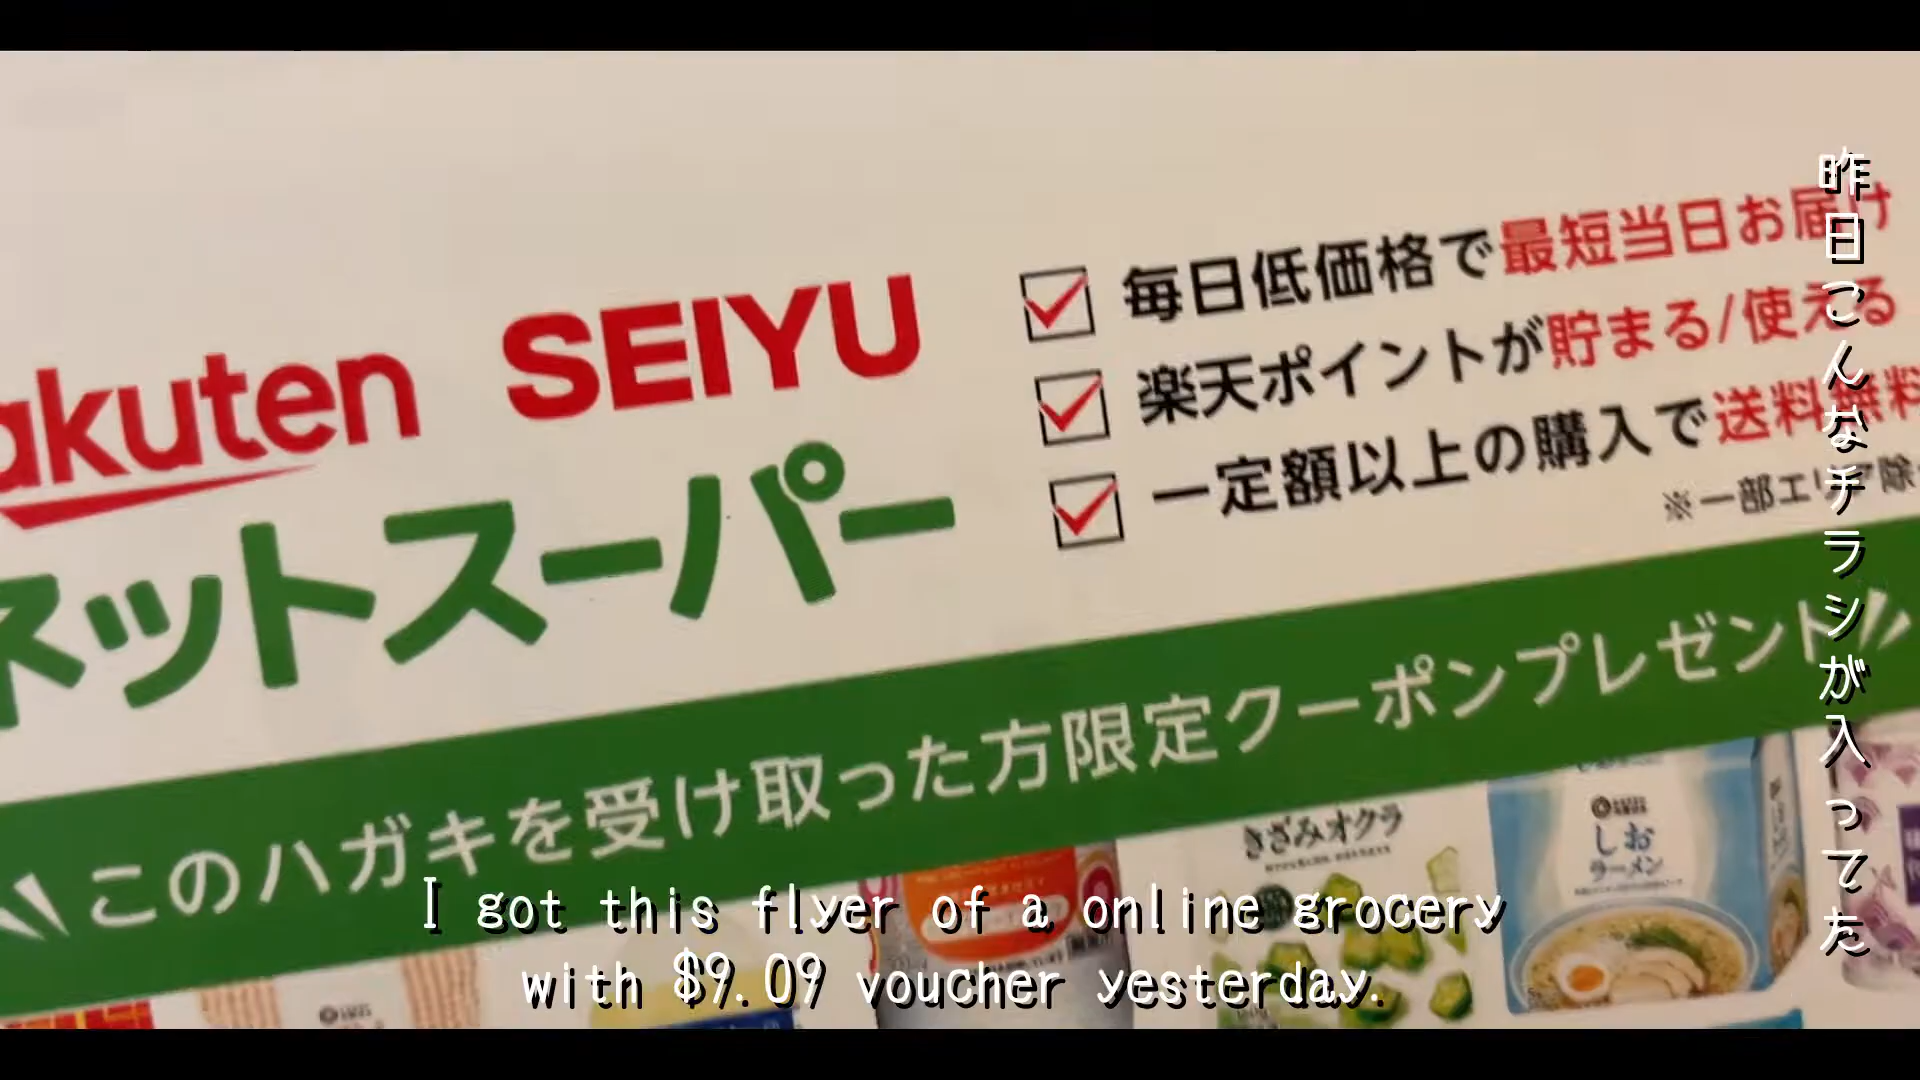 Rakuten SEIYU
ネットスーパー
毎日低価格で最短当日お届け
楽天ポイントが貯まる/使える
一定額以上の購入で送料無料
※一部エリア除
このハガキを受け取った方限定クーポンプレゼント
きざみオクラ
しお
ラーメン
昨日こんなチラシが入ってた
I got this flyer of a online grocery
with $9.09 voucher yesterday.